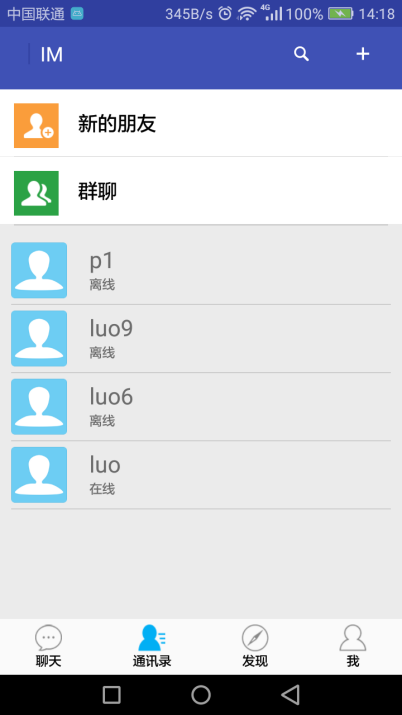 中国联通 345B/s 4G 100% 14:18
IM
新的朋友
群聊
p1
离线
luo9
离线
luo6
离线
luo
在线
聊天 通讯录 发现 我